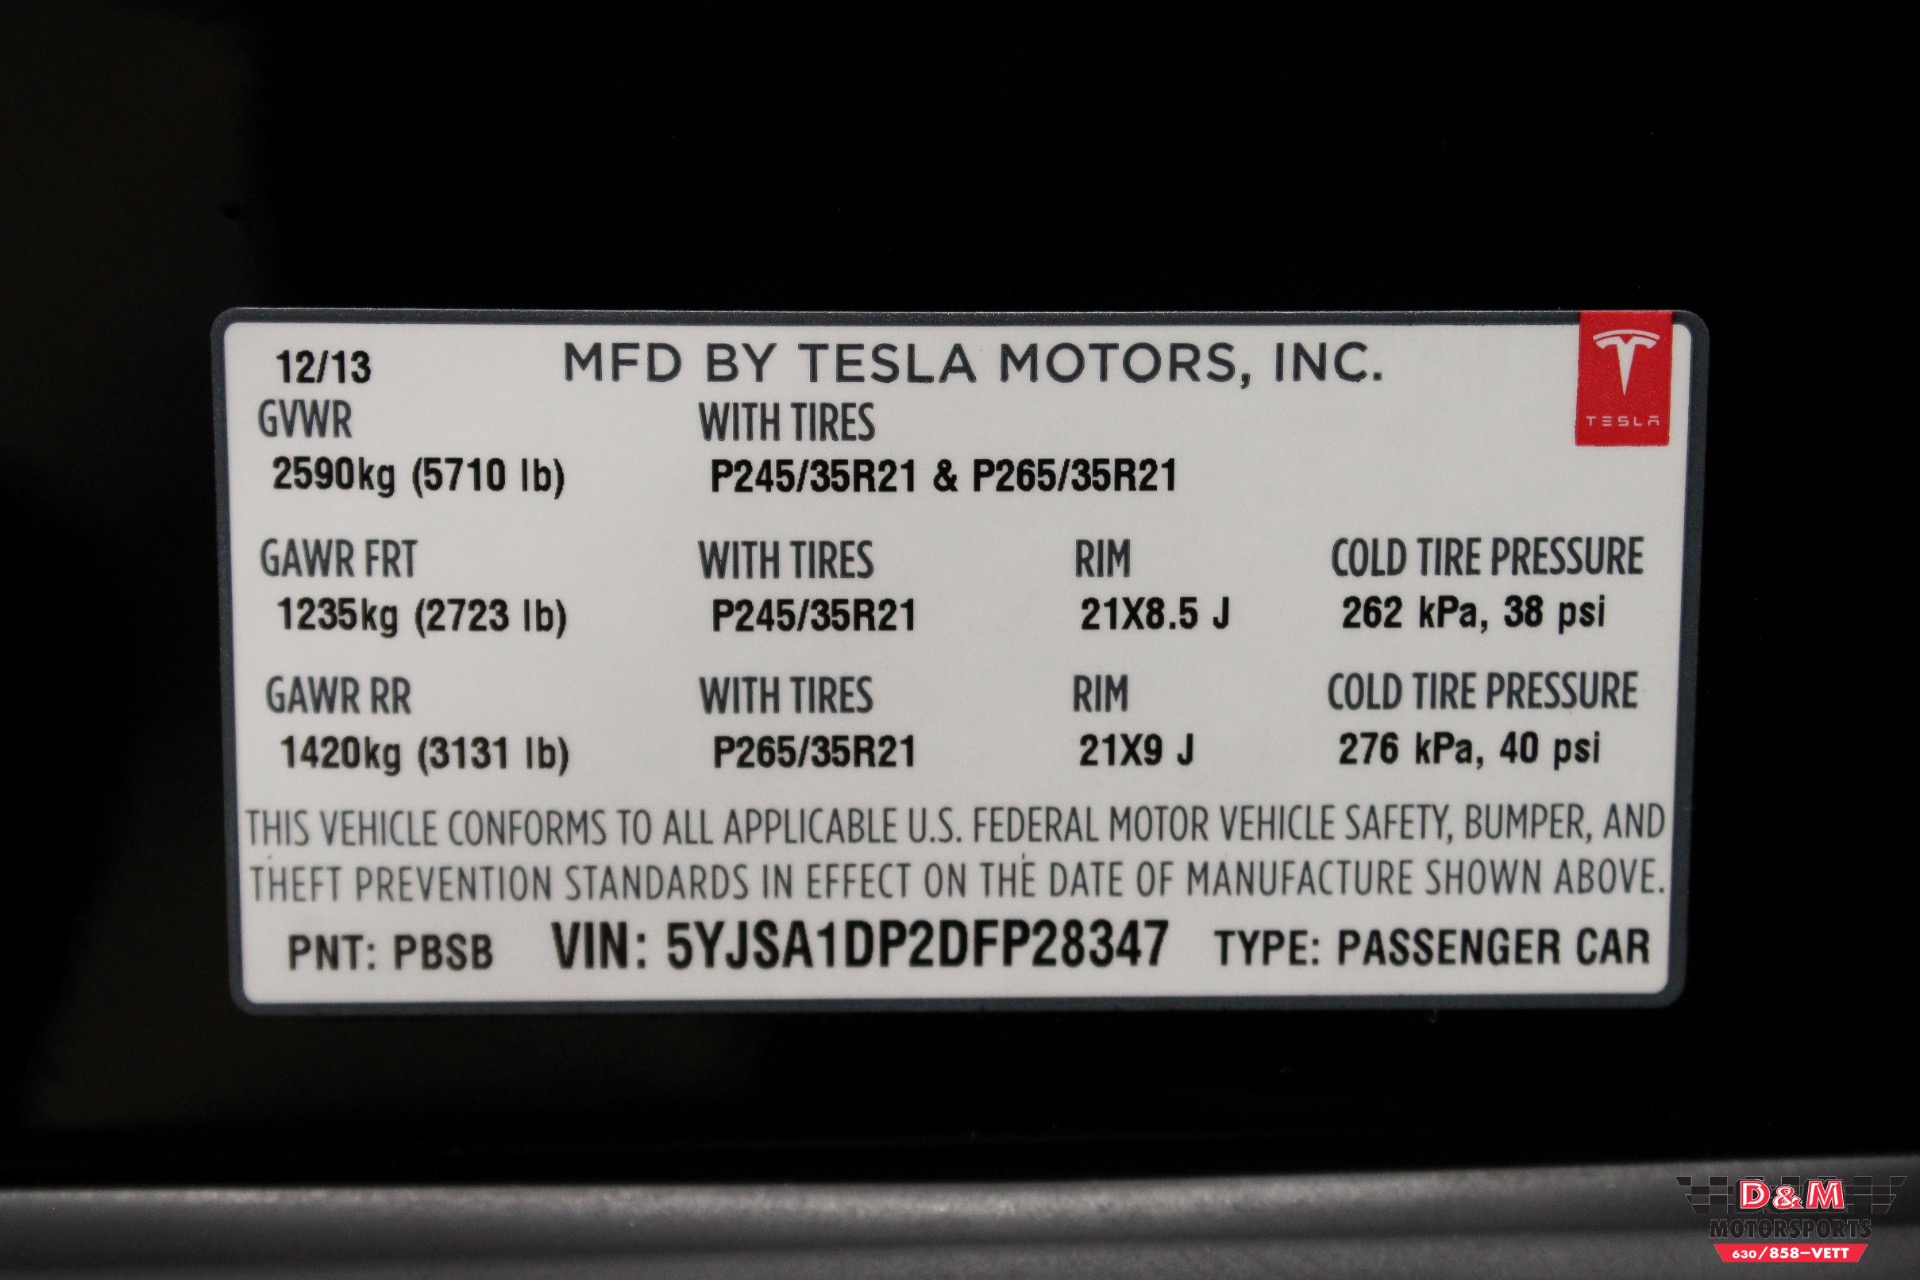 12/13 MFD BY TESLA MOTORS, INC.
TESLA
GVWR WITH TIRES
2590kg (5710 lb) P245/35R21 & P265/35R21
GAWR FRT WITH TIRES RIM COLD TIRE PRESSURE
1235kg (2723 lb) P245/35R21 21X8.5 J 262 kPa, 38 psi
GAWR RR WITH TIRES RIM COLD TIRE PRESSURE
1420kg (3131 lb) P265/35R21 21X9 J 276 kPa, 40 psi
THIS VEHICLE CONFORMS TO ALL APPLICABLE U.S. FEDERAL MOTOR VEHICLE SAFETY, BUMPER, AND
THEFT PREVENTION STANDARDS IN EFFECT ON THE DATE OF MANUFACTURE SHOWN ABOVE.
PNT: PBSB VIN: 5YJSA1DP2DFP28347 TYPE: PASSENGER CAR
D&M
MOTORSPORTS
630/858-VETT